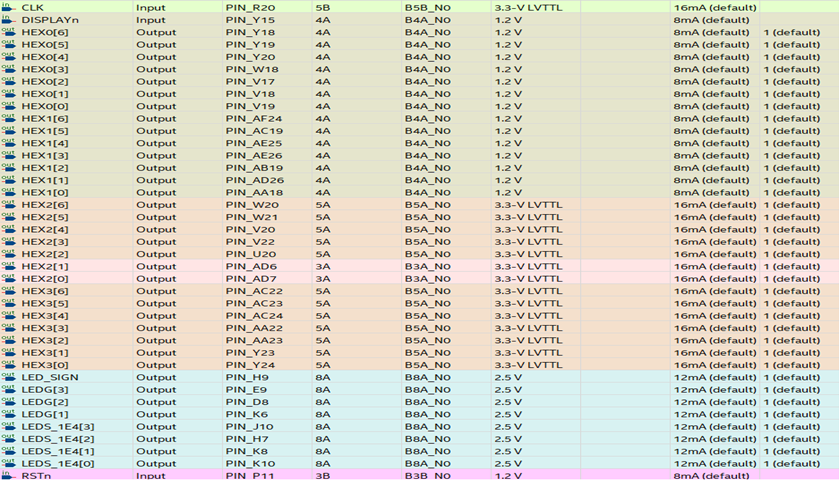 in CLK Input PIN_R20 5B B5B_N0 3.3-V LVTTL 16mA (default)
in DISPLAYn Input PIN_Y15 4A B4A_N0 1.2 V 8mA (default)
out HEX0[6] Output PIN_Y18 4A B4A_N0 1.2 V 8mA (default) 1 (default)
out HEX0[5] Output PIN_Y19 4A B4A_N0 1.2 V 8mA (default) 1 (default)
out HEX0[4] Output PIN_Y20 4A B4A_N0 1.2 V 8mA (default) 1 (default)
out HEX0[3] Output PIN_W18 4A B4A_N0 1.2 V 8mA (default) 1 (default)
out HEX0[2] Output PIN_V17 4A B4A_N0 1.2 V 8mA (default) 1 (default)
out HEX0[1] Output PIN_V18 4A B4A_N0 1.2 V 8mA (default) 1 (default)
out HEX0[0] Output PIN_V19 4A B4A_N0 1.2 V 8mA (default) 1 (default)
out HEX1[6] Output PIN_AF24 4A B4A_N0 1.2 V 8mA (default) 1 (default)
out HEX1[5] Output PIN_AC19 4A B4A_N0 1.2 V 8mA (default) 1 (default)
out HEX1[4] Output PIN_AE25 4A B4A_N0 1.2 V 8mA (default) 1 (default)
out HEX1[3] Output PIN_AE26 4A B4A_N0 1.2 V 8mA (default) 1 (default)
out HEX1[2] Output PIN_AB19 4A B4A_N0 1.2 V 8mA (default) 1 (default)
out HEX1[1] Output PIN_AD26 4A B4A_N0 1.2 V 8mA (default) 1 (default)
out HEX1[0] Output PIN_AA18 4A B4A_N0 1.2 V 8mA (default) 1 (default)
out HEX2[6] Output PIN_W20 5A B5A_N0 3.3-V LVTTL 16mA (default) 1 (default)
out HEX2[5] Output PIN_W21 5A B5A_N0 3.3-V LVTTL 16mA (default) 1 (default)
out HEX2[4] Output PIN_V20 5A B5A_N0 3.3-V LVTTL 16mA (default) 1 (default)
out HEX2[3] Output PIN_V22 5A B5A_N0 3.3-V LVTTL 16mA (default) 1 (default)
out HEX2[2] Output PIN_U20 5A B5A_N0 3.3-V LVTTL 16mA (default) 1 (default)
out HEX2[1] Output PIN_AD6 3A B3A_N0 3.3-V LVTTL 16mA (default) 1 (default)
out HEX2[0] Output PIN_AD7 3A B3A_N0 3.3-V LVTTL 16mA (default) 1 (default)
out HEX3[6] Output PIN_AC22 5A B5A_N0 3.3-V LVTTL 16mA (default) 1 (default)
out HEX3[5] Output PIN_AC23 5A B5A_N0 3.3-V LVTTL 16mA (default) 1 (default)
out HEX3[4] Output PIN_AC24 5A B5A_N0 3.3-V LVTTL 16mA (default) 1 (default)
out HEX3[3] Output PIN_AA22 5A B5A_N0 3.3-V LVTTL 16mA (default) 1 (default)
out HEX3[2] Output PIN_AA23 5A B5A_N0 3.3-V LVTTL 16mA (default) 1 (default)
out HEX3[1] Output PIN_Y23 5A B5A_N0 3.3-V LVTTL 16mA (default) 1 (default)
out HEX3[0] Output PIN_Y24 5A B5A_N0 3.3-V LVTTL 16mA (default) 1 (default)
out LED_SIGN Output PIN_H9 8A B8A_N0 2.5 V 12mA (default) 1 (default)
out LEDG[3] Output PIN_E9 8A B8A_N0 2.5 V 12mA (default) 1 (default)
out LEDG[2] Output PIN_D8 8A B8A_N0 2.5 V 12mA (default) 1 (default)
out LEDG[1] Output PIN_K6 8A B8A_N0 2.5 V 12mA (default) 1 (default)
out LEDS_1E4[3] Output PIN_J10 8A B8A_N0 2.5 V 12mA (default) 1 (default)
out LEDS_1E4[2] Output PIN_H7 8A B8A_N0 2.5 V 12mA (default) 1 (default)
out LEDS_1E4[1] Output PIN_K8 8A B8A_N0 2.5 V 12mA (default) 1 (default)
out LEDS_1E4[0] Output PIN_K10 8A B8A_N0 2.5 V 12mA (default) 1 (default)
in RSTn Input PIN_P11 3B B3B_N0 1.2 V 8mA (default)